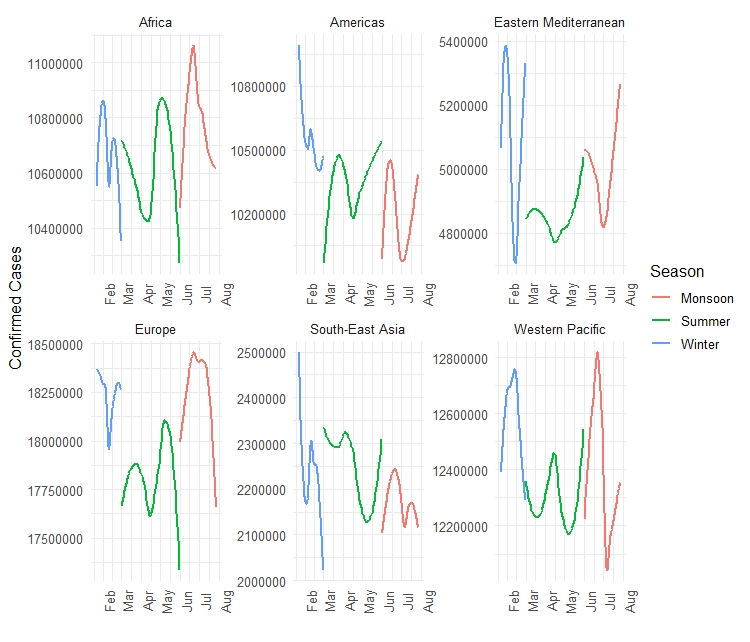 Africa
Americas
Eastern Mediterranean
11000000
10800000
10600000
10400000
10800000
10500000
10200000
5400000
5200000
5000000
4800000
Feb
Mar
Apr
May
Jun
Jul
Aug
Feb
Mar
Apr
May
Jun
Jul
Aug
Feb
Mar
Apr
May
Jun
Jul
Aug
Confirmed Cases
Season
Monsoon
Summer
Winter
Europe
South-East Asia
Western Pacific
18500000
18250000
18000000
17750000
17500000
2500000
2400000
2300000
2200000
2100000
2000000
12800000
12600000
12400000
12200000
Feb
Mar
Apr
May
Jun
Jul
Aug
Feb
Mar
Apr
May
Jun
Jul
Aug
Feb
Mar
Apr
May
Jun
Jul
Aug